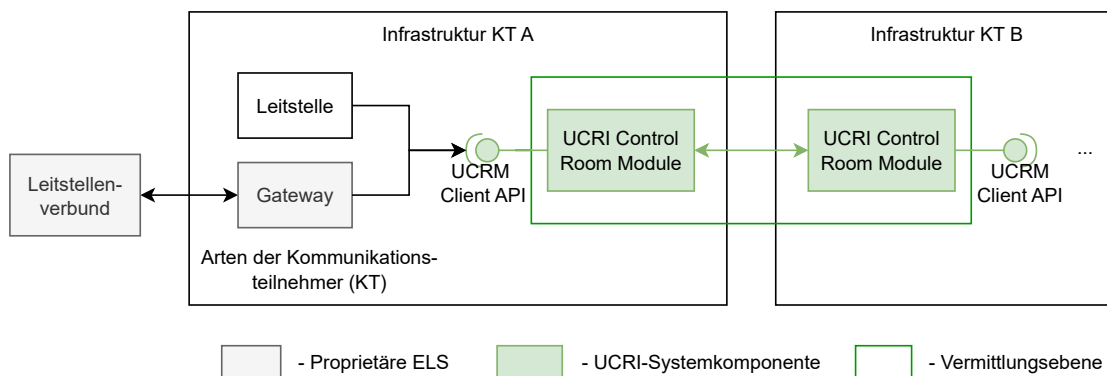 Infrastruktur KT A
Infrastruktur KT B
Leitstelle
UCRI Control
Room Module
UCRI Control
Room Module
Leitstellen-
verbund
Gateway
UCRM
Client API
UCRM
Client API
...
Arten der Kommunikations-
teilnehmer (KT)
- Proprietäre ELS
- UCRI-Systemkomponente
- Vermittlungsebene